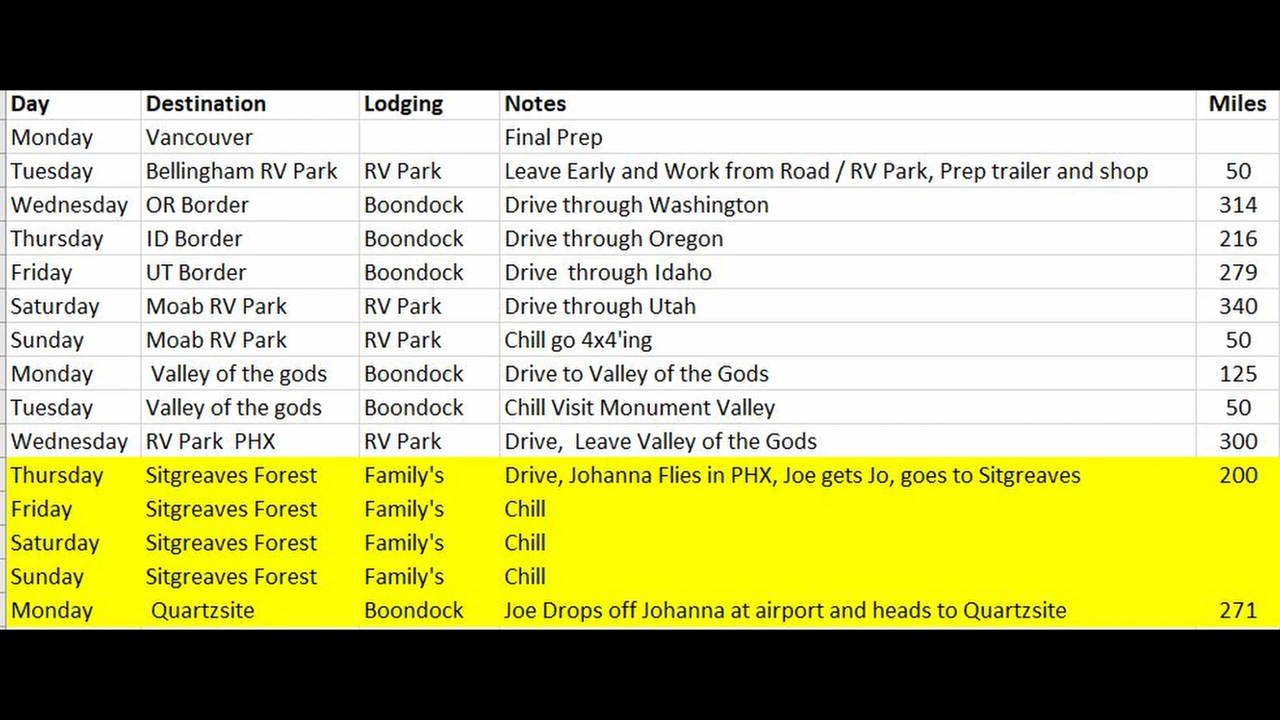 Day Destination Lodging Notes Miles
Monday Vancouver Final Prep
Tuesday Bellingham RV Park RV Park Leave Early and Work from Road / RV Park, Prep trailer and shop 50
Wednesday OR Border Boondock Drive through Washington 314
Thursday ID Border Boondock Drive through Oregon 216
Friday UT Border Boondock Drive  through Idaho 279
Saturday Moab RV Park RV Park Drive through Utah 340
Sunday Moab RV Park RV Park Chill go 4x4'ing 50
Monday Valley of the gods Boondock Drive to Valley of the Gods 125
Tuesday Valley of the gods Boondock Chill Visit Monument Valley 50
Wednesday RV Park  PHX RV Park Drive,  Leave Valley of the Gods 300
Thursday Sitgreaves Forest Family's Drive, Johanna Flies in PHX, Joe gets Jo, goes to Sitgreaves 200
Friday Sitgreaves Forest Family's Chill
Saturday Sitgreaves Forest Family's Chill
Sunday Sitgreaves Forest Family's Chill
Monday Quartzsite Boondock Joe Drops off Johanna at airport and heads to Quartzsite 271